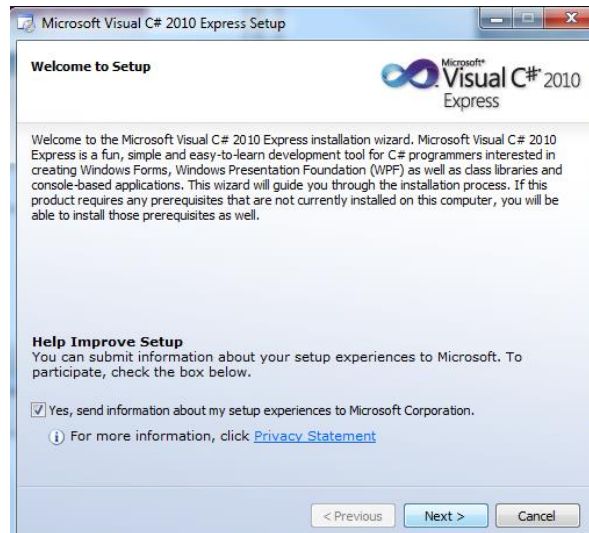 Microsoft Visual C# 2010 Express Setup
Welcome to Setup
Microsoft®
Visual C#® 2010
Express
Welcome to the Microsoft Visual C# 2010 Express installation wizard. Microsoft Visual C# 2010
Express is a fun, simple and easy-to-learn development tool for C# programmers interested in
creating Windows Forms, Windows Presentation Foundation (WPF) as well as class libraries and
console-based applications. This wizard will guide you through the installation process. If this
product requires any prerequisites that are not currently installed on this computer, you will be
able to install those prerequisites as well.
Help Improve Setup
You can submit information about your setup experiences to Microsoft. To
participate, check the box below.
Yes, send information about my setup experiences to Microsoft Corporation.
For more information, click Privacy Statement
< Previous Next > Cancel